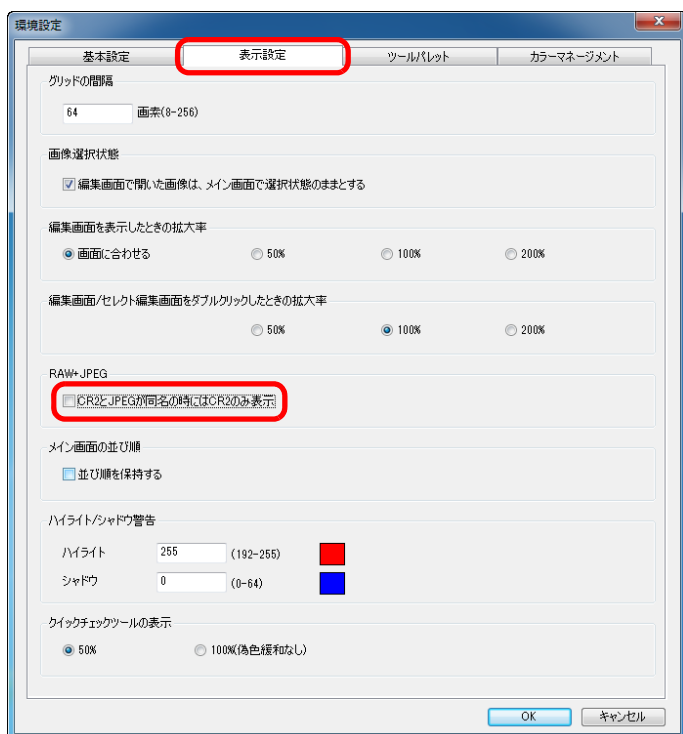 環境設定
基本設定 表示設定 ツールパレット カラーマネージメント
グリッドの間隔
64 画素(8-256)
画像選択状態
編集画面で開いた画像は、メイン画面で選択状態のままとする
編集画面を表示したときの拡大率
画面に合わせる 50% 100% 200%
編集画面/セレクト編集画面をダブルクリックしたときの拡大率
50% 100% 200%
RAW+JPEG
CR2とJPEGが同名の時にはCR2のみ表示
メイン画面の並び順
並び順を保持する
ハイライト/シャドウ警告
ハイライト 255 (192-255)
シャドウ 0 (0-64)
クイックチェックツールの表示
50% 100%(偽色緩和なし)
OK キャンセル